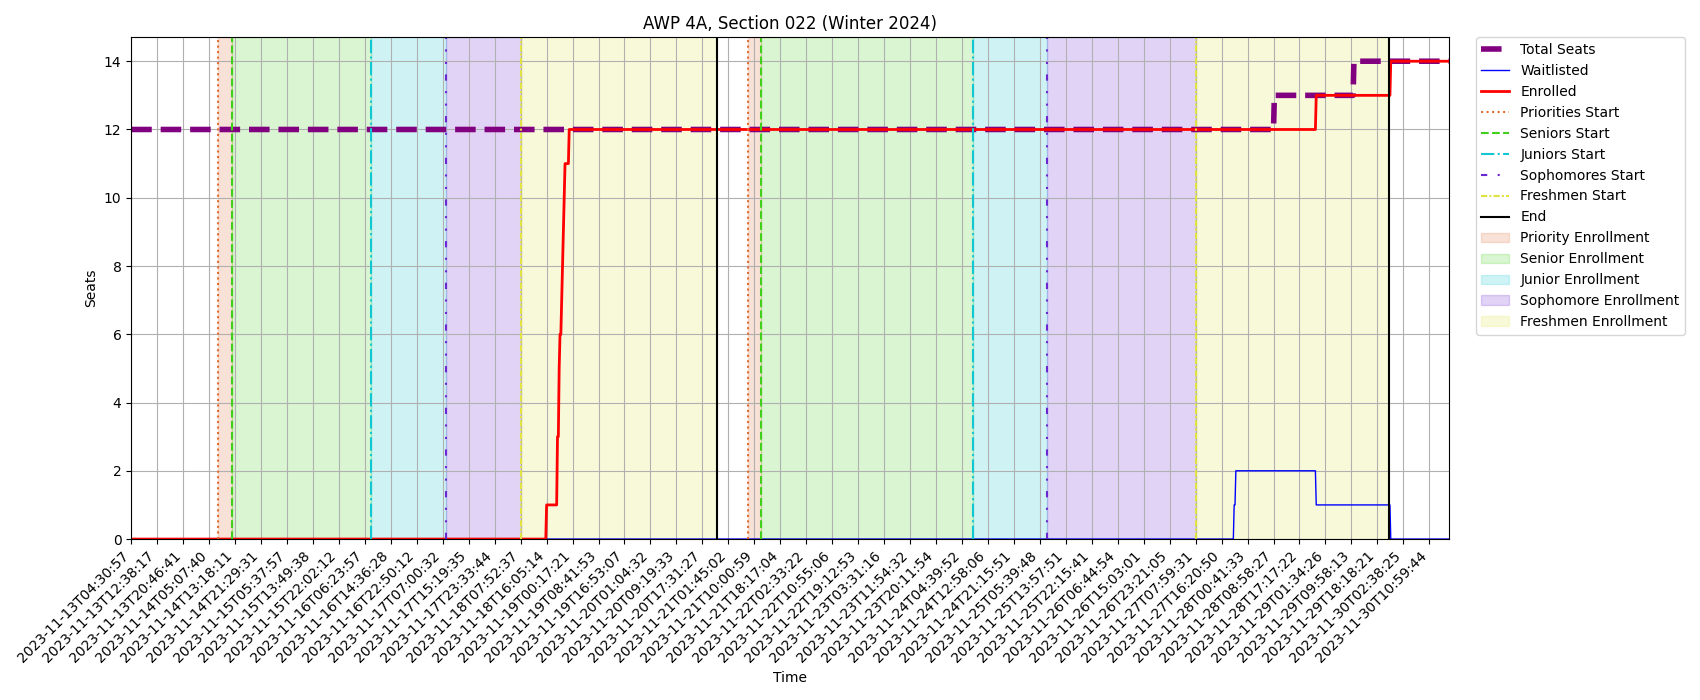 AWP 4A, Section 022 (Winter 2024)
Total Seats
Waitlisted
Enrolled
Priorities Start
Seniors Start
Juniors Start
Sophomores Start
Freshmen Start
End
Priority Enrollment
Senior Enrollment
Junior Enrollment
Sophomore Enrollment
Freshmen Enrollment
Seats
14
12
10
8
6
4
2
0
2023-11-13T04:30:57
2023-11-13T12:38:17
2023-11-13T20:46:41
2023-11-14T05:07:40
2023-11-14T13:18:11
2023-11-14T21:29:31
2023-11-15T05:37:57
2023-11-15T13:49:38
2023-11-15T22:02:12
2023-11-16T06:23:57
2023-11-16T14:36:28
2023-11-16T22:50:12
2023-11-17T07:00:32
2023-11-17T15:19:35
2023-11-17T23:33:44
2023-11-18T07:52:37
2023-11-18T16:05:14
2023-11-19T00:17:21
2023-11-19T08:41:53
2023-11-19T16:53:07
2023-11-20T01:04:32
2023-11-20T09:19:33
2023-11-20T17:31:27
2023-11-21T01:45:02
2023-11-21T10:00:59
2023-11-21T18:17:04
2023-11-22T02:33:22
2023-11-22T10:55:06
2023-11-22T19:12:53
2023-11-23T03:31:16
2023-11-23T11:54:32
2023-11-23T20:11:54
2023-11-24T04:39:52
2023-11-24T12:58:06
2023-11-24T21:15:51
2023-11-25T05:39:48
2023-11-25T13:57:51
2023-11-25T22:15:41
2023-11-26T06:44:54
2023-11-26T15:03:01
2023-11-26T23:21:05
2023-11-27T07:59:31
2023-11-27T16:20:50
2023-11-28T00:41:33
2023-11-28T08:58:27
2023-11-28T17:17:22
2023-11-29T01:34:26
2023-11-29T09:58:13
2023-11-29T18:18:21
2023-11-30T02:38:25
2023-11-30T10:59:44
Time